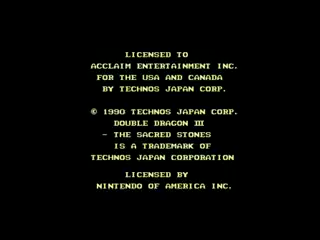 LICENSED TO
ACCLAIM ENTERTAINMENT INC.
FOR THE USA AND CANADA
BY TECHNOS JAPAN CORP.
© 1990 TECHNOS JAPAN CORP.
DOUBLE DRAGON III
- THE SACRED STONES
IS A TRADEMARK OF
TECHNOS JAPAN CORPORATION
LICENSED BY
NINTENDO OF AMERICA INC.